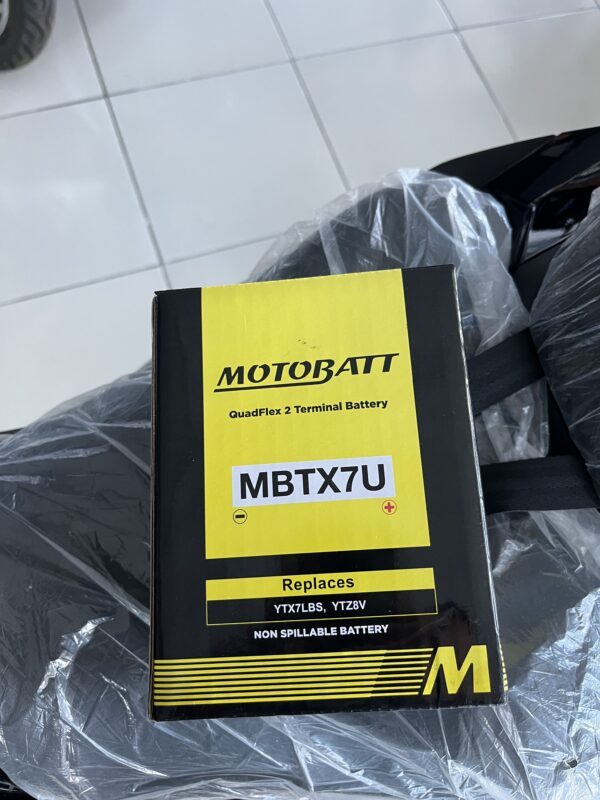 MOTOBATT
QuadFlex 2 Terminal Battery
MBTX7U
- +
Replaces
YTX7LBS, YTZ8V
NON SPILLABLE BATTERY
M